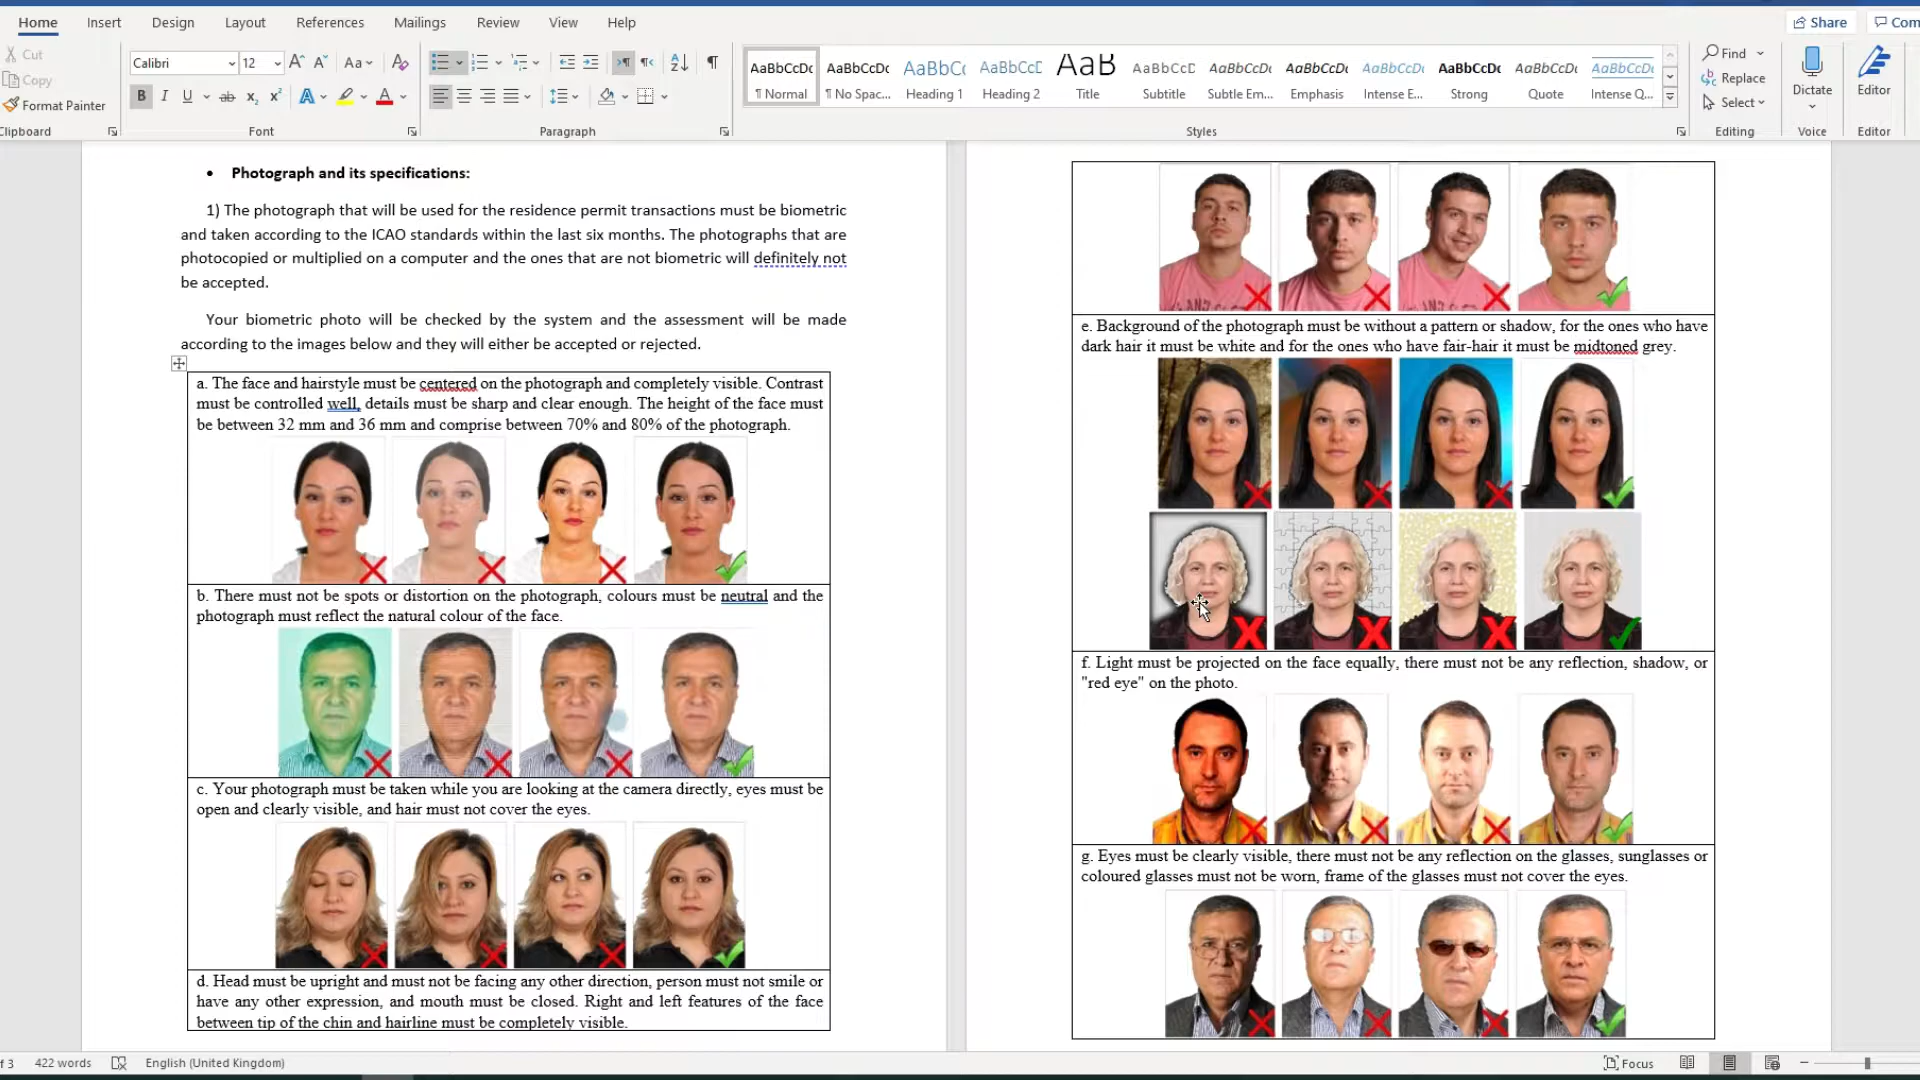 Home Insert Design Layout References Mailings Review View Help Share Com
Cut
Copy
Format Painter
Clipboard
Calibri 12
Aa
B I U ab x₂ x² A A
Font
Paragraph
AaBbCcDc AaBbCcDc AaBbCc AaBbCcD AaB AaBbCcD AaBbCcDc AaBbCcDc AaBbCcDc AaBbCcDc AaBbCcDc AaBbCcDc
¶ Normal ¶ No Spac... Heading 1 Heading 2 Title Subtitle Subtle Em... Emphasis Intense E... Strong Quote Intense Q...
Styles
Find
Replace
Select
Editing
Dictate
Voice
Editor
Editor
• Photograph and its specifications:
1) The photograph that will be used for the residence permit transactions must be biometric
and taken according to the ICAO standards within the last six months. The photographs that are
photocopied or multiplied on a computer and the ones that are not biometric will definitely not
be accepted.
Your biometric photo will be checked by the system and the assessment will be made
according to the images below and they will either be accepted or rejected.
a. The face and hairstyle must be centered on the photograph and completely visible. Contrast
must be controlled well, details must be sharp and clear enough. The height of the face must
be between 32 mm and 36 mm and comprise between 70% and 80% of the photograph.
b. There must not be spots or distortion on the photograph, colours must be neutral and the
photograph must reflect the natural colour of the face.
c. Your photograph must be taken while you are looking at the camera directly, eyes must be
open and clearly visible, and hair must not cover the eyes.
d. Head must be upright and must not be facing any other direction, person must not smile or
have any other expression, and mouth must be closed. Right and left features of the face
between tip of the chin and hairline must be completely visible.
e. Background of the photograph must be without a pattern or shadow, for the ones who have
dark hair it must be white and for the ones who have fair-hair it must be midtoned grey.
f. Light must be projected on the face equally, there must not be any reflection, shadow, or
"red eye" on the photo.
g. Eyes must be clearly visible, there must not be any reflection on the glasses, sunglasses or
coloured glasses must not be worn, frame of the glasses must not cover the eyes.
f 3 422 words English (United Kingdom) Focus